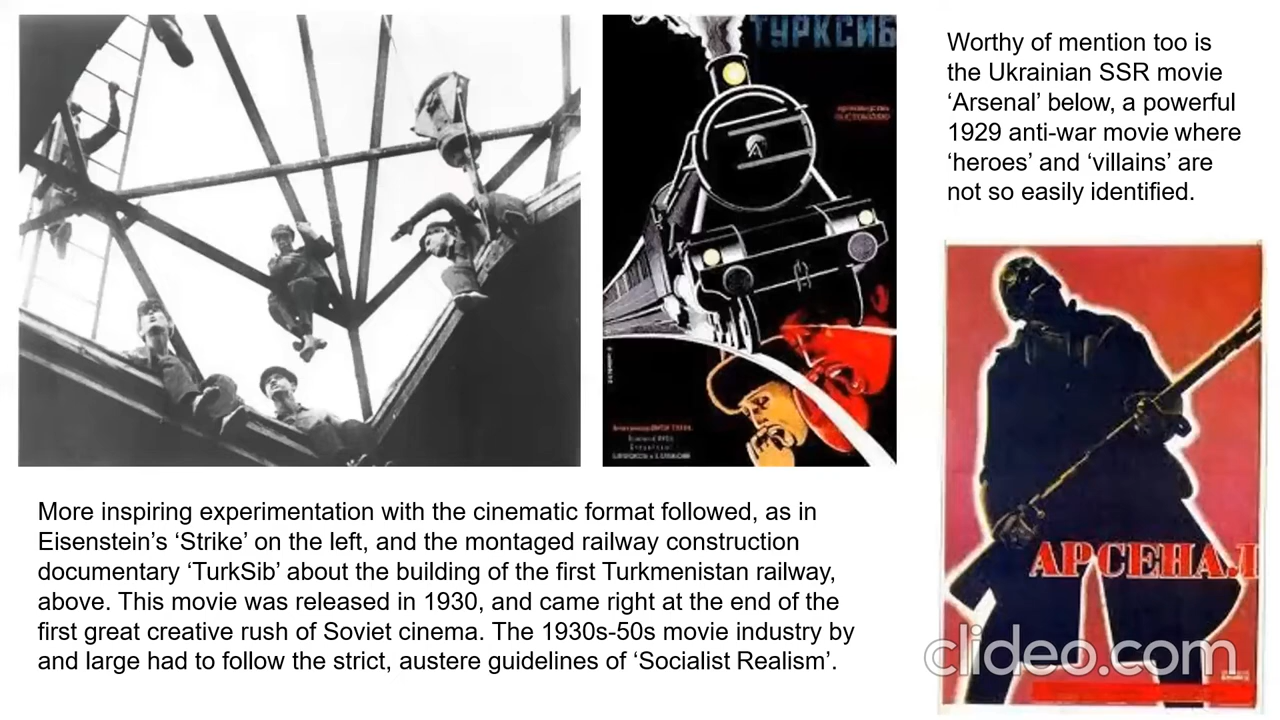 ТУРКСИБ
Worthy of mention too is
the Ukrainian SSR movie
‘Arsenal’ below, a powerful
1929 anti-war movie where
‘heroes’ and ‘villains’ are
not so easily identified.
АРСЕНАЛ
More inspiring experimentation with the cinematic format followed, as in
Eisenstein’s ‘Strike’ on the left, and the montaged railway construction
documentary ‘TurkSib’ about the building of the first Turkmenistan railway,
above. This movie was released in 1930, and came right at the end of the
first great creative rush of Soviet cinema. The 1930s-50s movie industry by
and large had to follow the strict, austere guidelines of ‘Socialist Realism’.
clideo.com